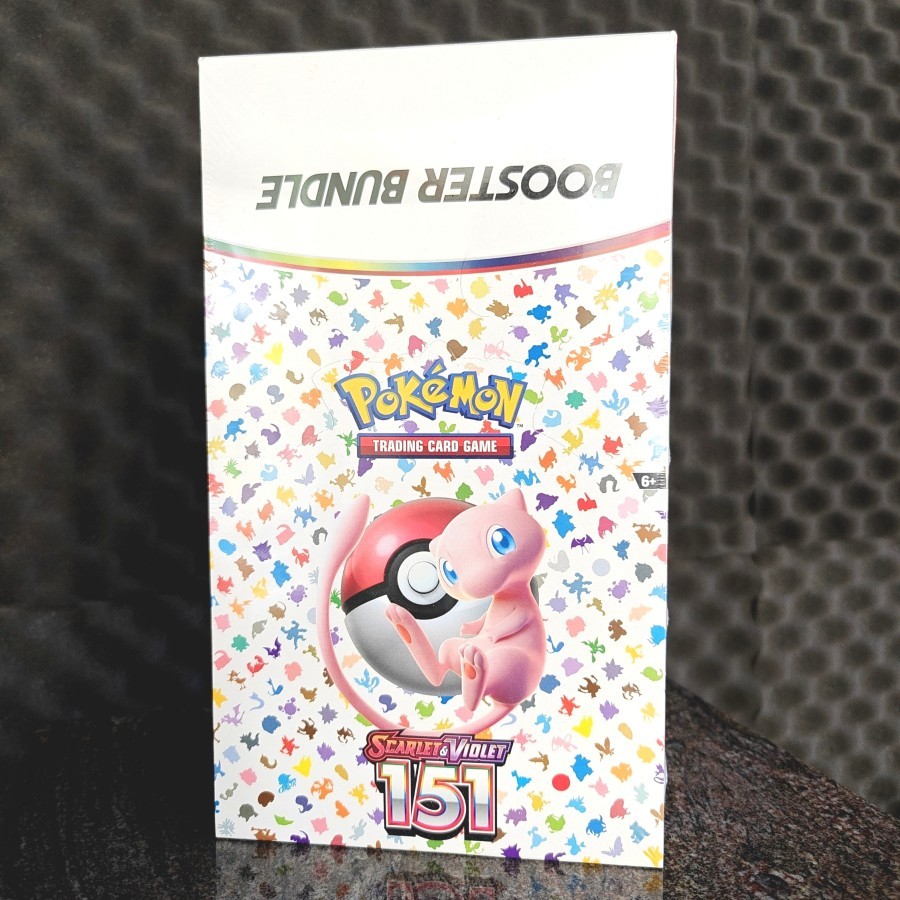 BOOSTER BUNDLE
POKéMON
TRADING CARD GAME
6+
SCARLET & VIOLET
151